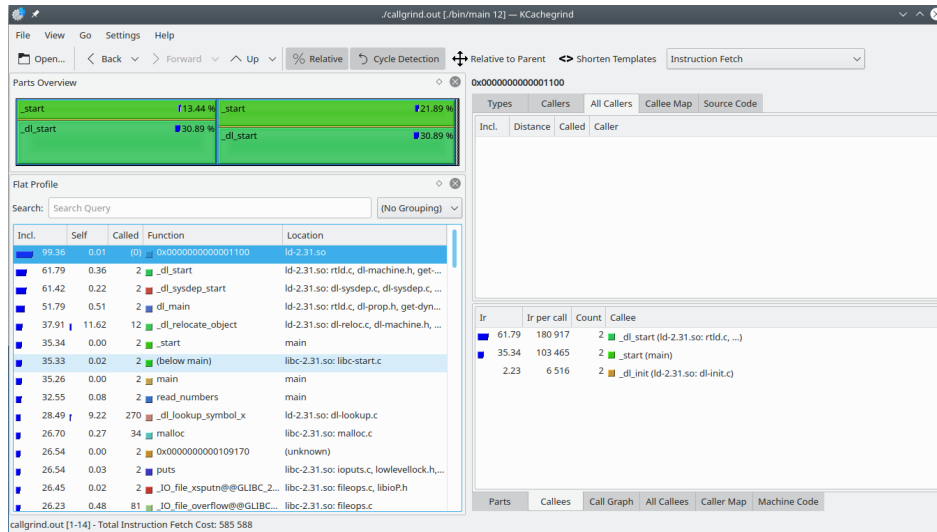 ./callgrind.out [./bin/main 12] — KCachegrind
File View Go Settings Help
Open... Back Forward Up % Relative Cycle Detection Relative to Parent <> Shorten Templates Instruction Fetch
Parts Overview
_start 13.44 % _start 21.89 %
_dl_start 30.89 % _dl_start 30.89 %
Flat Profile
Search: Search Query (No Grouping)
Incl. Self Called Function Location
99.36 0.01 (0) 0x0000000000001100 ld-2.31.so
61.79 0.36 2 _dl_start ld-2.31.so: rtld.c, dl-machine.h, get-...
61.42 0.22 2 _dl_sysdep_start ld-2.31.so: dl-sysdep.c, dl-sysdep.c, ...
51.79 0.51 2 dl_main ld-2.31.so: rtld.c, dl-prop.h, get-dyn...
37.91 11.62 12 _dl_relocate_object ld-2.31.so: dl-reloc.c, dl-machine.h, ...
35.34 0.00 2 _start main
35.33 0.02 2 (below main) libc-2.31.so: libc-start.c
35.26 0.00 2 main main
32.55 0.08 2 read_numbers main
28.49 9.22 270 _dl_lookup_symbol_x ld-2.31.so: dl-lookup.c
26.70 0.27 34 malloc libc-2.31.so: malloc.c
26.54 0.00 2 0x0000000000109170 (unknown)
26.54 0.03 2 puts libc-2.31.so: ioputs.c, lowlevellock.h,...
26.45 0.02 2 _IO_file_xsputn@@GLIBC_2... libc-2.31.so: fileops.c, libioP.h
26.23 0.48 81 _IO_file_overflow@@GLIBC... libc-2.31.so: fileops.c
0x0000000000001100
Types Callers All Callers Callee Map Source Code
Incl. Distance Called Caller
Ir Ir per call Count Callee
61.79 180 917 2 _dl_start (ld-2.31.so: rtld.c, ...)
35.34 103 465 2 _start (main)
2.23 6 516 2 _dl_init (ld-2.31.so: dl-init.c)
Parts Callees Call Graph All Callees Caller Map Machine Code
callgrind.out [1-14] - Total Instruction Fetch Cost: 585 588